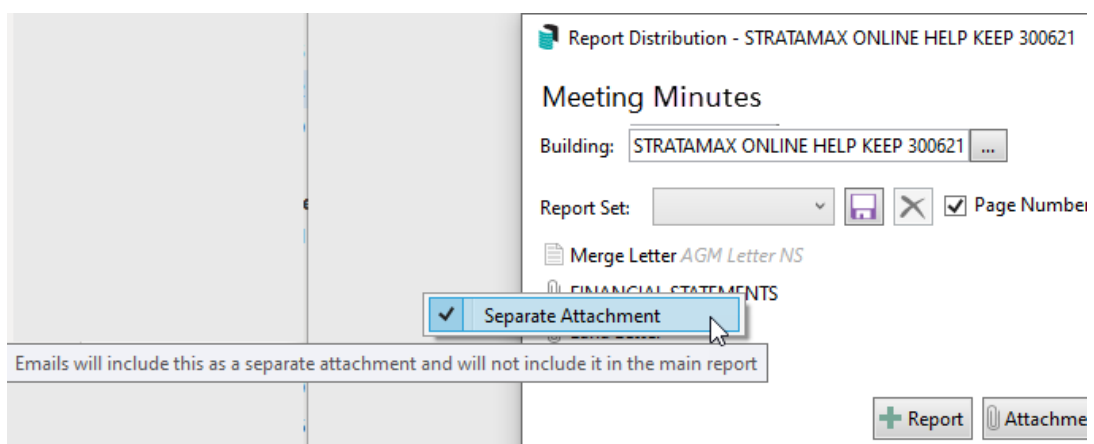 Report Distribution - STRATAMAX ONLINE HELP KEEP 300621
Meeting Minutes
Building: STRATAMAX ONLINE HELP KEEP 300621 ...
Report Set: Page Number
Merge Letter AGM Letter NS
FINANCIAL STATEMENTS
Separate Attachment
Emails will include this as a separate attachment and will not include it in the main report
Report Attachme